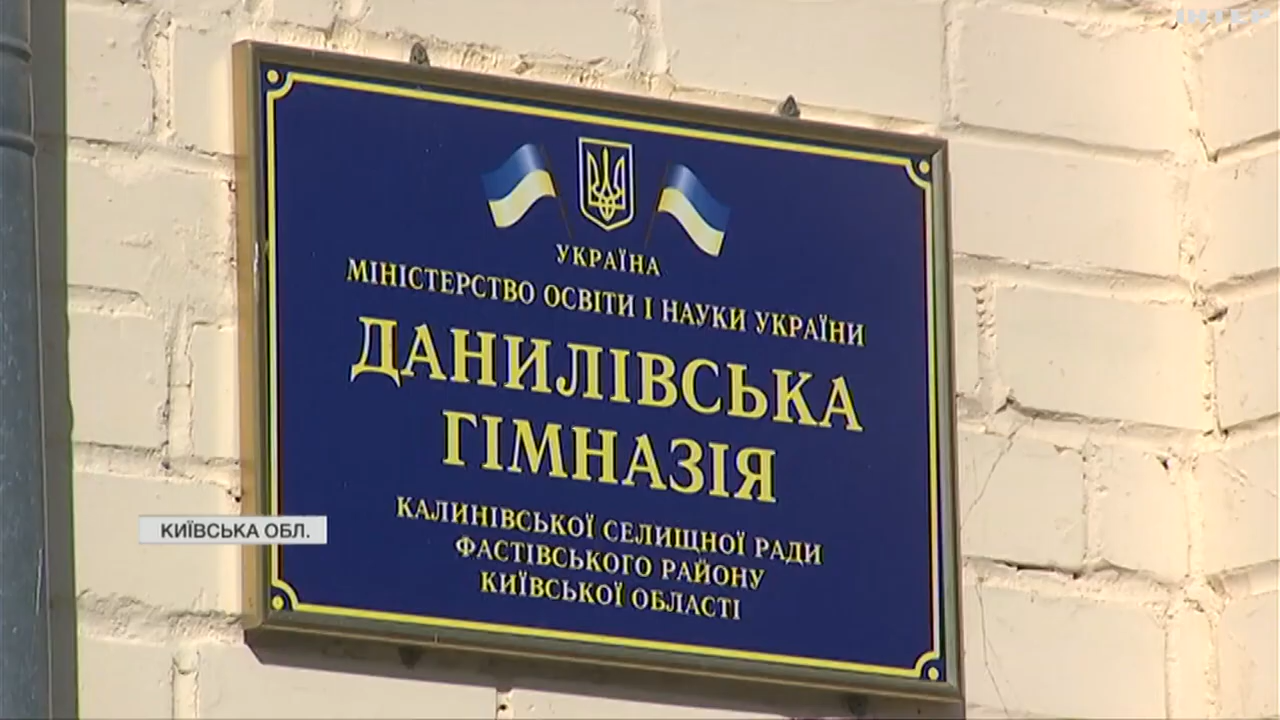 ІНТЕР
УКРАЇНА
МІНІСТЕРСТВО ОСВІТИ І НАУКИ УКРАЇНИ
ДАНИЛІВСЬКА
ГІМНАЗІЯ
КАЛИНІВСЬКОЇ СЕЛИЩНОЇ РАДИ
ФАСТІВСЬКОГО РАЙОНУ
КИЇВСЬКОЇ ОБЛАСТІ
КИЇВСЬКА ОБЛ.